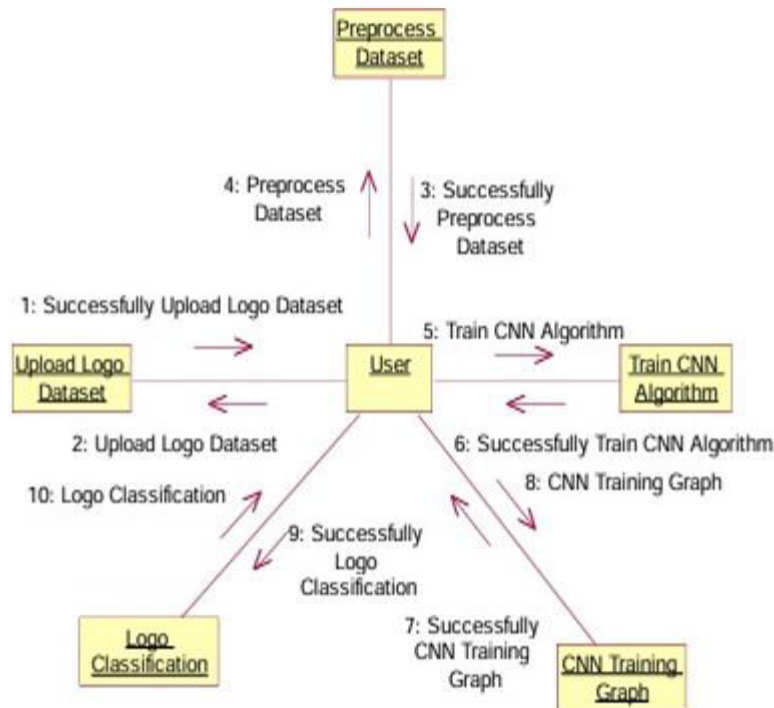 Preprocess
Dataset
4: Preprocess
Dataset
3: Successfully
Preprocess
Dataset
1: Successfully Upload Logo Dataset
5: Train CNN Algorithm
Upload Logo
Dataset
User
Train CNN
Algorithm
2: Upload Logo Dataset
6: Successfully Train CNN Algorithm
8: CNN Training Graph
10: Logo Classification
9: Successfully
Logo
Classification
7: Successfully
CNN Training
Graph
Logo
Classification
CNN Training
Graph